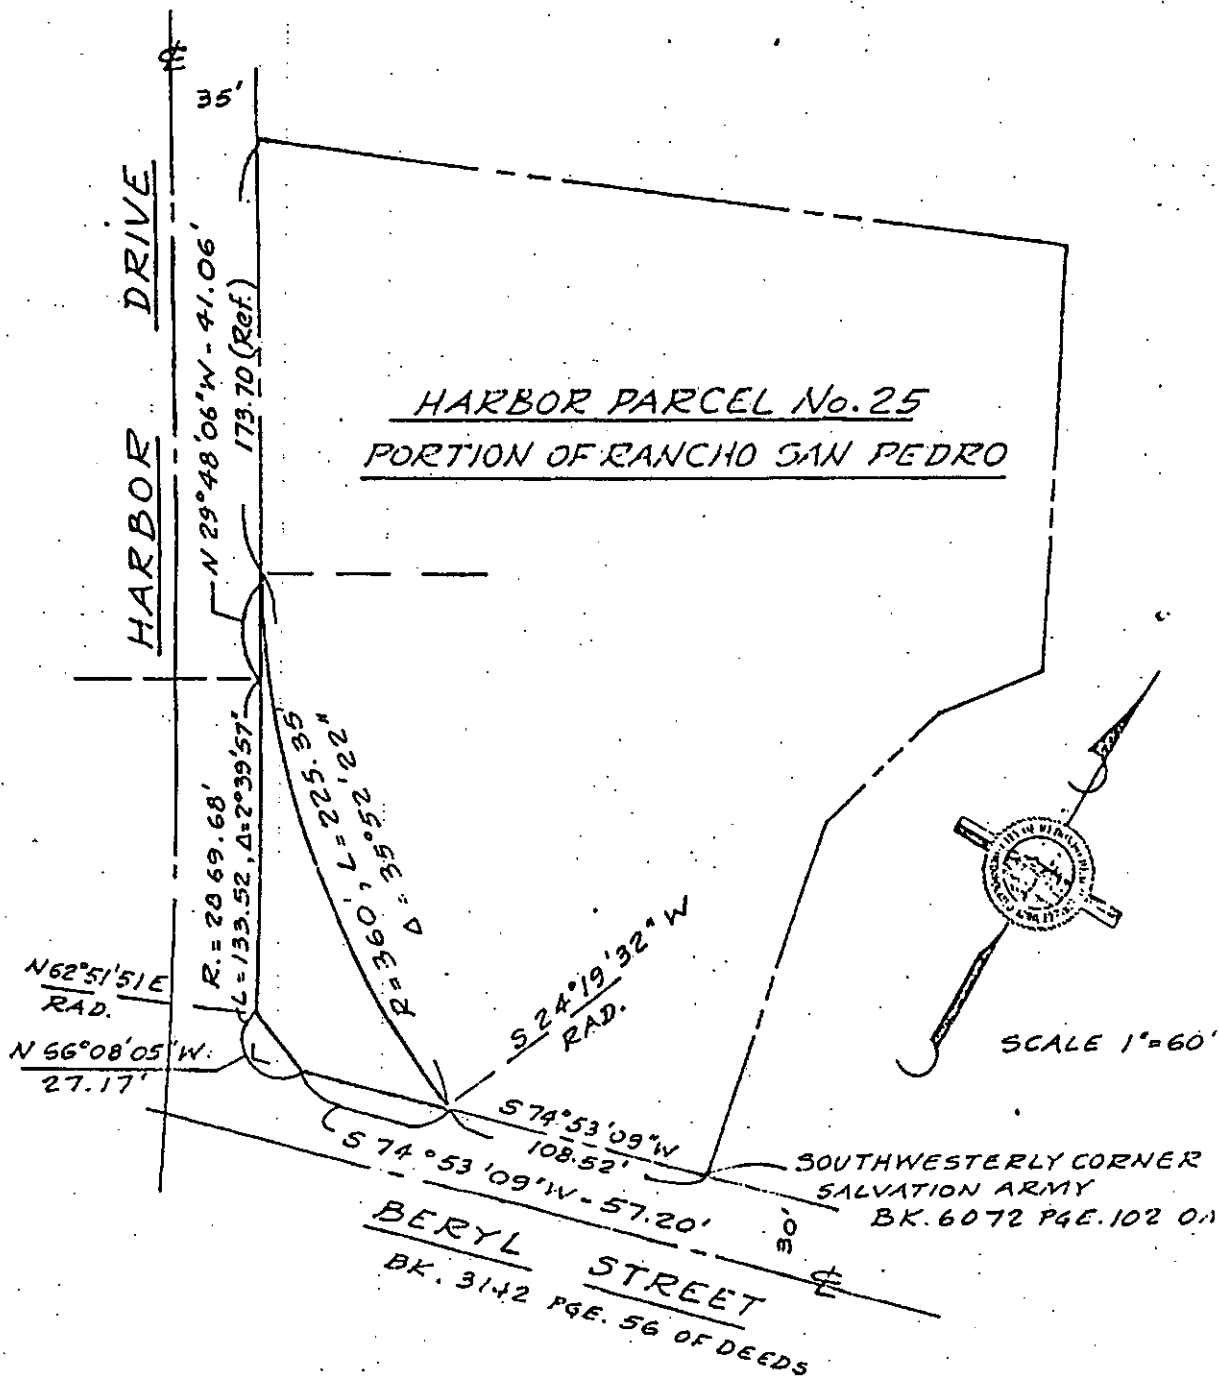 ℄
35'
HARBOR DRIVE
N 29°48'06"W - 41.06'
173.70 (Ref.)
HARBOR PARCEL No. 25
PORTION OF RANCHO SAN PEDRO
R. = 2869.68'
L = 133.52, Δ = 2°39'57"
R = 360', L = 225.35'
Δ = 35°52'22"
N 62°51'51 E
RAD.
N 56°08'05"W.
27.17'
S 24°19'32" W
RAD.
SCALE 1" = 60'
S 74°53'09"W
108.52'
S 74°53'09"W - 57.20'
SOUTHWESTERLY CORNER
SALVATION ARMY
BK. 6072 PGE. 102 O.
30'
℄
BERYL STREET
BK. 3142 PGE. 56 OF DEEDS